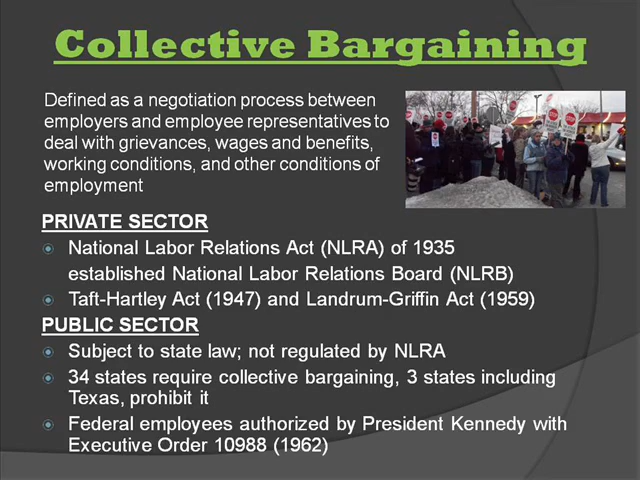 Collective Bargaining
Defined as a negotiation process between
employers and employee representatives to
deal with grievances, wages and benefits,
working conditions, and other conditions of
employment
STOP
PRIVATE SECTOR
National Labor Relations Act (NLRA) of 1935
established National Labor Relations Board (NLRB)
Taft-Hartley Act (1947) and Landrum-Griffin Act (1959)
PUBLIC SECTOR
Subject to state law; not regulated by NLRA
34 states require collective bargaining, 3 states including
Texas, prohibit it
Federal employees authorized by President Kennedy with
Executive Order 10988 (1962)